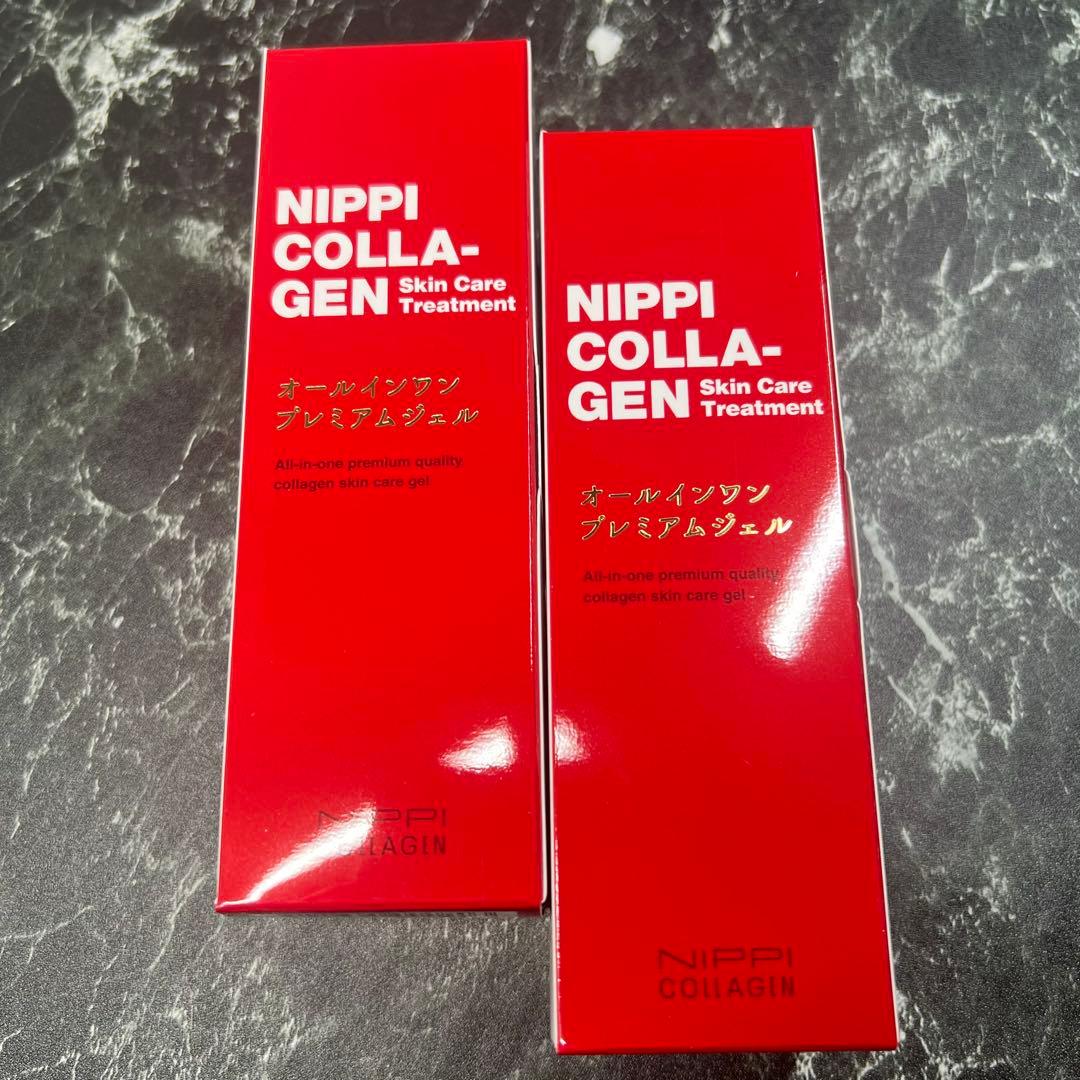 NIPPI
COLLA-
GEN Skin Care
Treatment
オールインワン
プレミアムジェル
All-in-one premium quality
collagen skin care gel
NIPPI
COLLAGEN
NIPPI
COLLA-
GEN Skin Care
Treatment
オールインワン
プレミアムジェル
All-in-one premium quality
collagen skin care gel
NIPPI
COLLAGEN